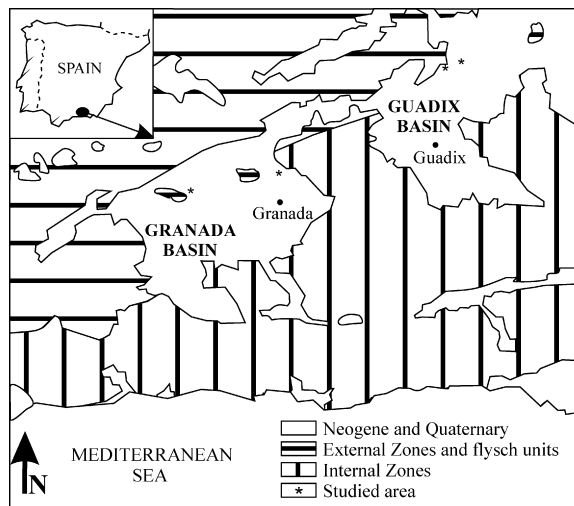 SPAIN
GUADIX
BASIN
Guadix
Granada
GRANADA
BASIN
Neogene and Quaternary
External Zones and flysch units
Internal Zones
* Studied area
MEDITERRANEAN
SEA
N